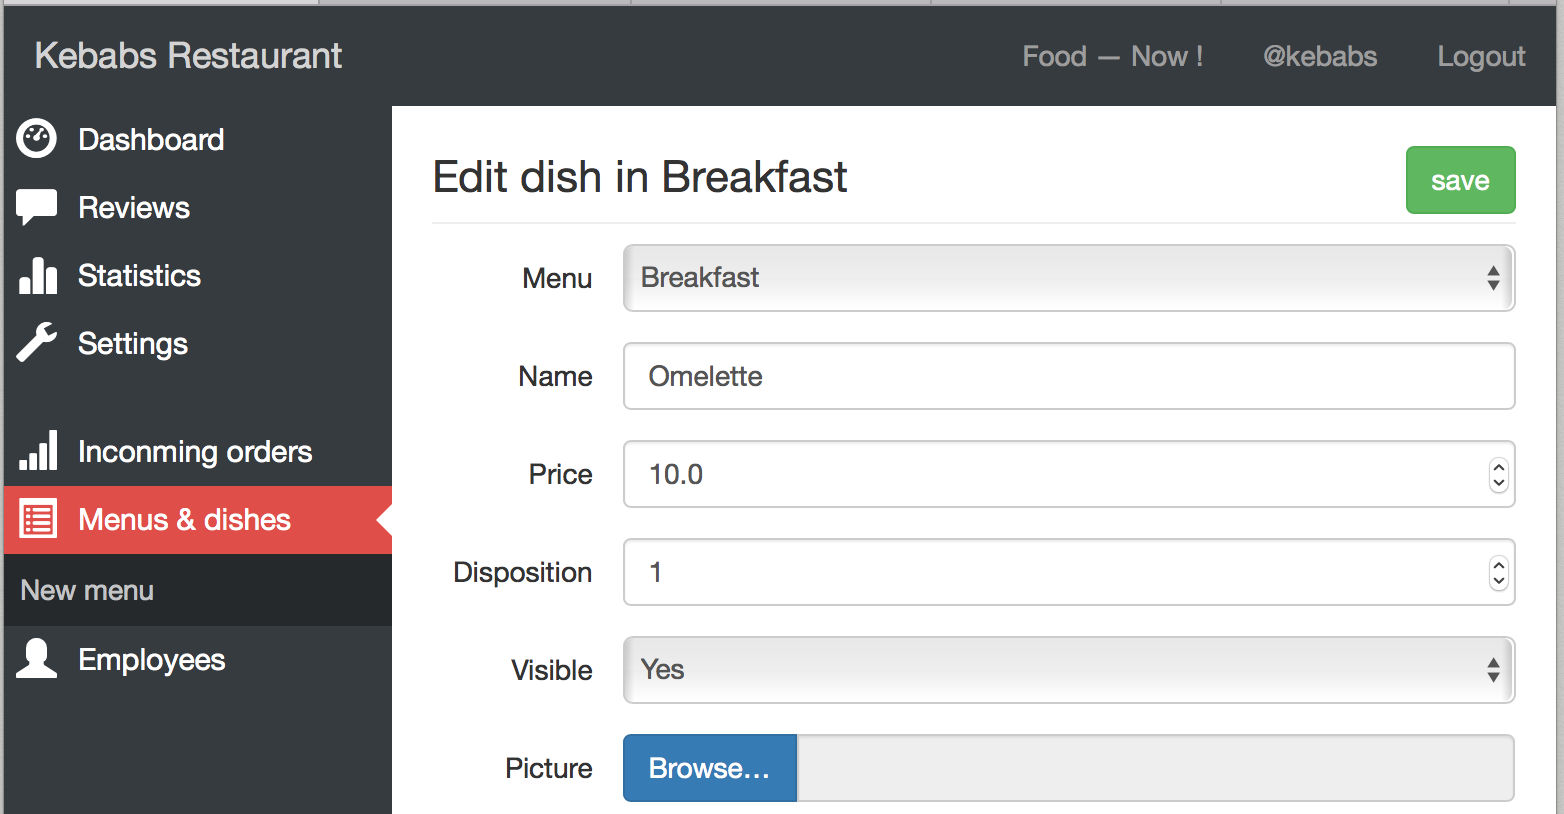 Kebabs Restaurant
Food — Now !
@kebabs
Logout
Dashboard
Reviews
Statistics
Settings
Inconming orders
Menus & dishes
New menu
Employees
Edit dish in Breakfast
save
Menu
Breakfast
Name
Omelette
Price
10.0
Disposition
1
Visible
Yes
Picture
Browse...